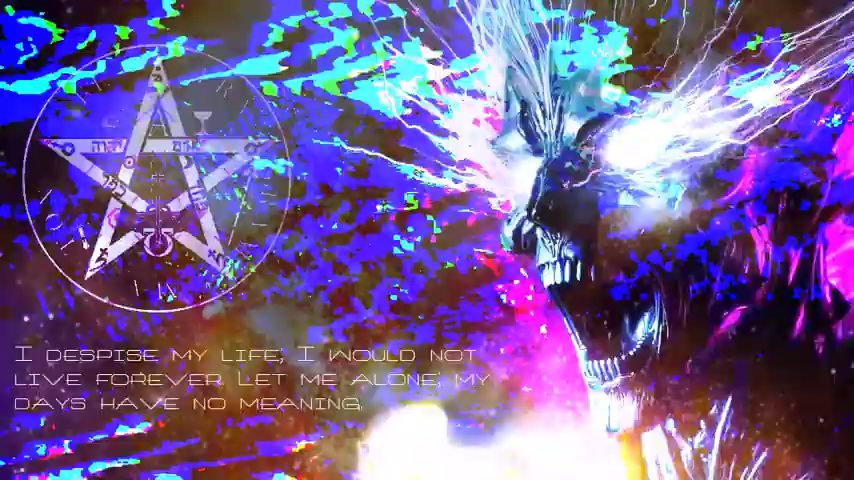 I DESPISE MY LIFE; I WOULD NOT
LIVE FOREVER. LET ME ALONE; MY
DAYS HAVE NO MEANING.